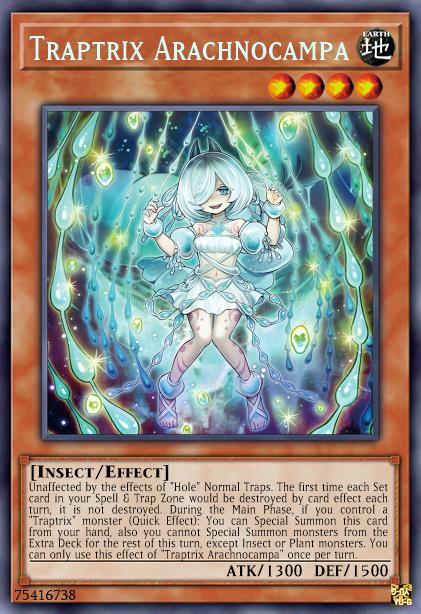 TRAPTRIX ARACHNOCAMPA
EARTH
地
[INSECT/EFFECT]
Unaffected by the effects of "Hole" Normal Traps. The first time each Set
card in your Spell & Trap Zone would be destroyed by card effect each
turn, it is not destroyed. During the Main Phase, if you control a
"Traptrix" monster (Quick Effect): You can Special Summon this card
from your hand, also you cannot Special Summon monsters from the
Extra Deck for the rest of this turn, except Insect or Plant monsters. You
can only use this effect of "Traptrix Arachnocampa" once per turn.
ATK/1300 DEF/1500
75416738